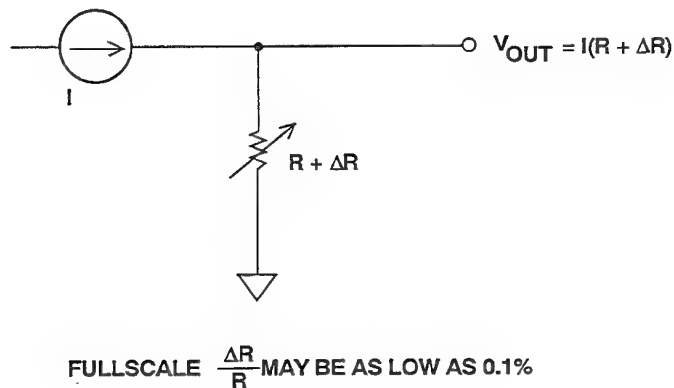 V_OUT = I(R + ΔR)
I
R + ΔR
FULLSCALE ΔR/R MAY BE AS LOW AS 0.1%